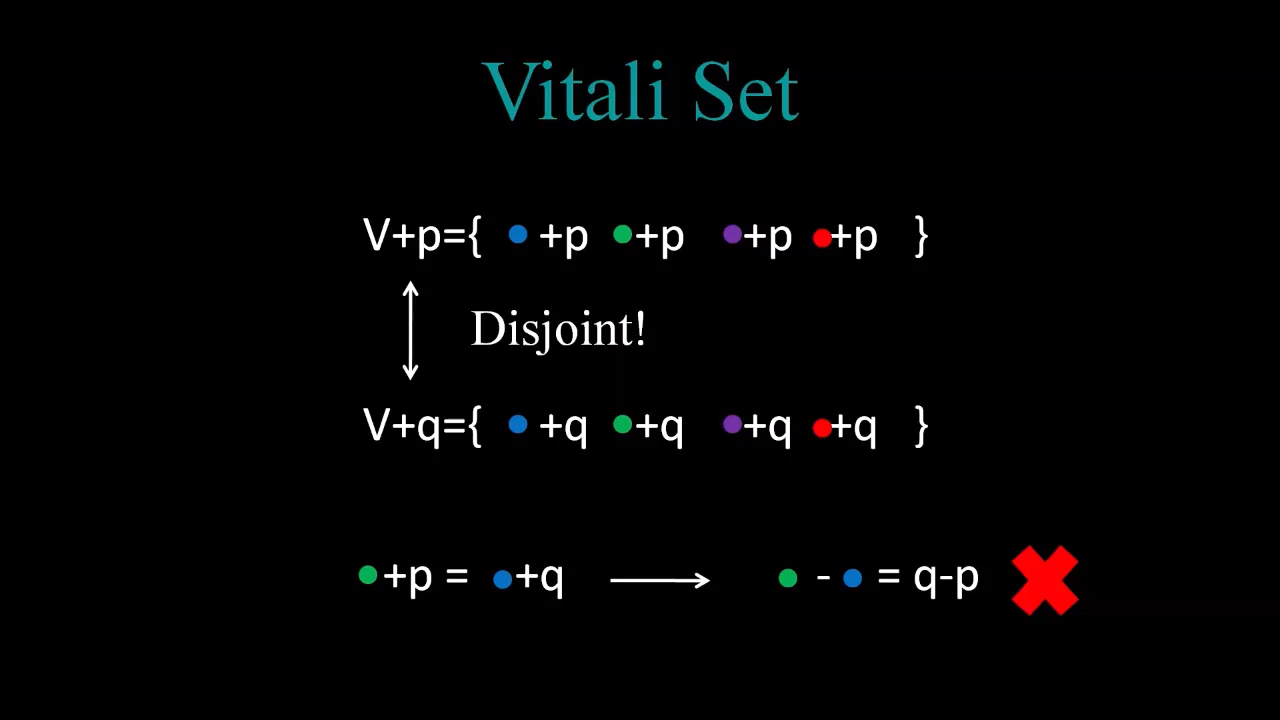 Vitali Set
V+p={ +p +p +p +p }
Disjoint!
V+q={ +q +q +q +q }
+p = +q - = q-p